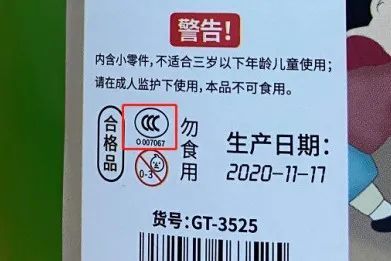 警告！
内含小零件，不适合三岁以下年龄儿童使用；
请在成人监护下使用，本品不可食用。
合格品
CCC
O 007067
0-3
勿食用
生产日期：
2020-11-17
货号：GT-3525